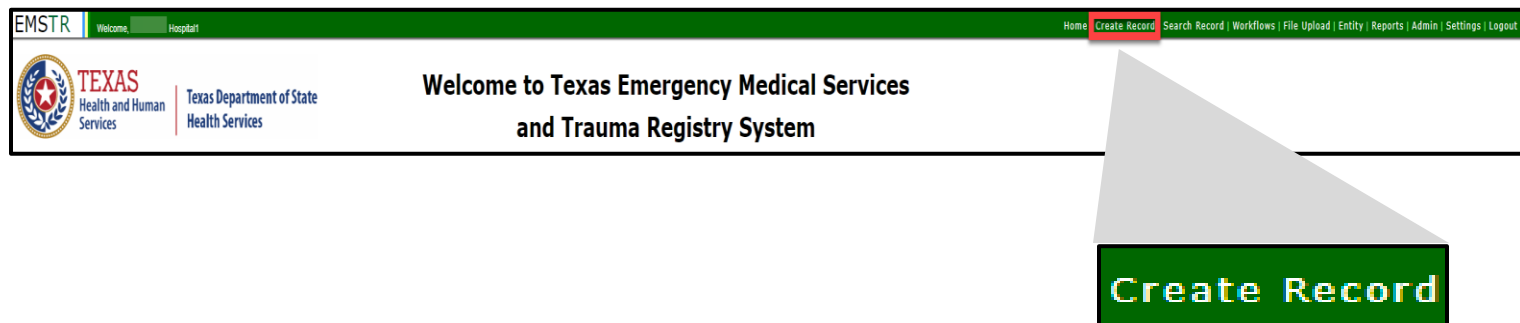 EMSTR Welcome, Hospital1 Home Create Record Search Record | Workflows | File Upload | Entity | Reports | Admin | Settings | Logout
TEXAS
Health and Human
Services
Texas Department of State
Health Services
Welcome to Texas Emergency Medical Services
and Trauma Registry System
Create Record